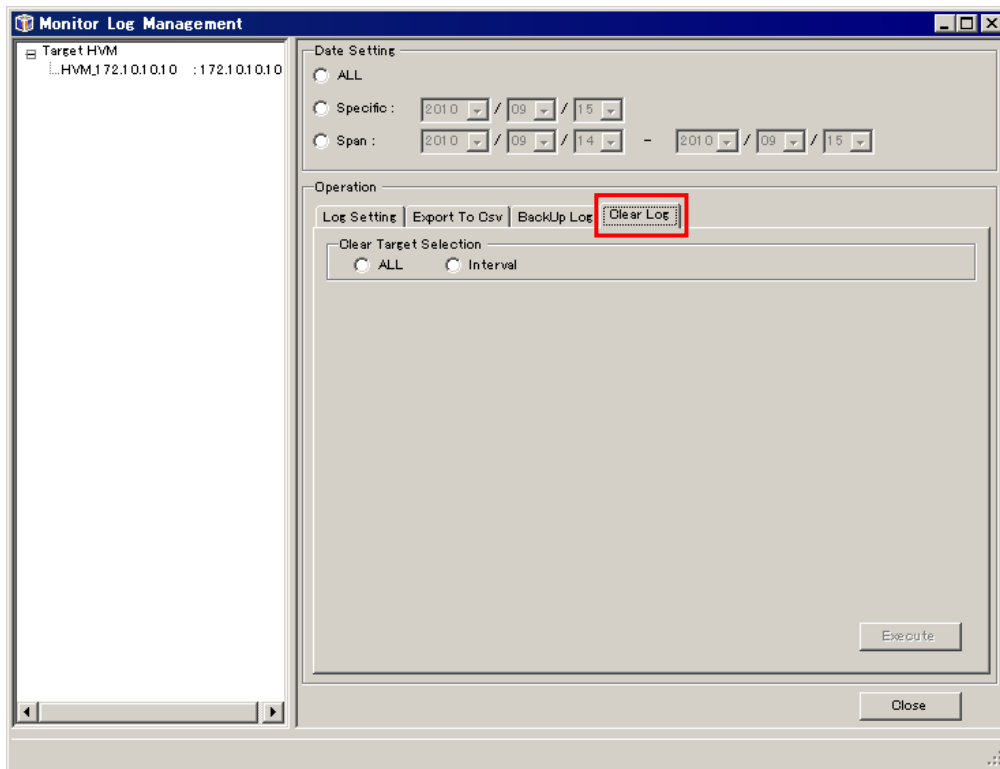 Monitor Log Management
Target HVM
HVM_172.10.10.10 : 172.10.10.10
Date Setting
ALL
Specific : 2010 / 09 / 15
Span : 2010 / 09 / 14 - 2010 / 09 / 15
Operation
Log Setting Export To Csv BackUp Log Clear Log
Clear Target Selection
ALL Interval
Execute
Close